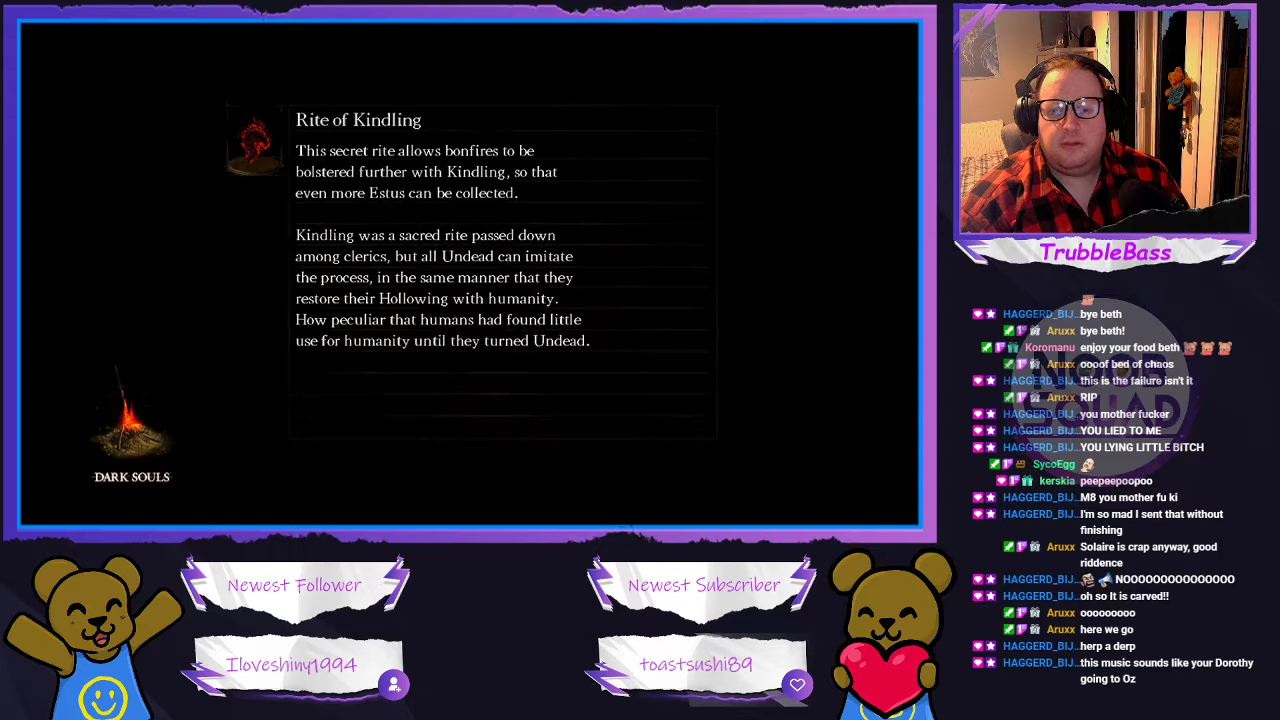 Rite of Kindling
This secret rite allows bonfires to be
bolstered further with Kindling, so that
even more Estus can be collected.
Kindling was a sacred rite passed down
among clerics, but all Undead can imitate
the process, in the same manner that they
restore their Hollowing with humanity.
How peculiar that humans had found little
use for humanity until they turned Undead.
DARK SOULS
TrubbleBass
HAGGERD_BIJ... bye beth
Aruxx bye beth!
Koromanu enjoy your food beth
Aruxx oooof bed of chaos
HAGGERD_BIJ... this is the failure isn't it
Aruxx RIP
HAGGERD_BIJ... you mother fucker
HAGGERD_BIJ... YOU LIED TO ME
HAGGERD_BIJ... YOU LYING LITTLE BITCH
SycoEgg
kerskia peepeepoopoo
HAGGERD_BIJ... M8 you mother fu ki
HAGGERD_BIJ... I'm so mad I sent that without
finishing
Aruxx Solaire is crap anyway, good
riddence
HAGGERD_BIJ... NOOOOOOOOOOOOOOO
HAGGERD_BIJ... oh so It is carved!!
Aruxx ooooooooo
Aruxx here we go
HAGGERD_BIJ... herp a derp
HAGGERD_BIJ... this music sounds like your Dorothy
going to Oz
NOOB
SQUAD
Newest Follower
Iloveshiny1994
Newest Subscriber
toastsushi89